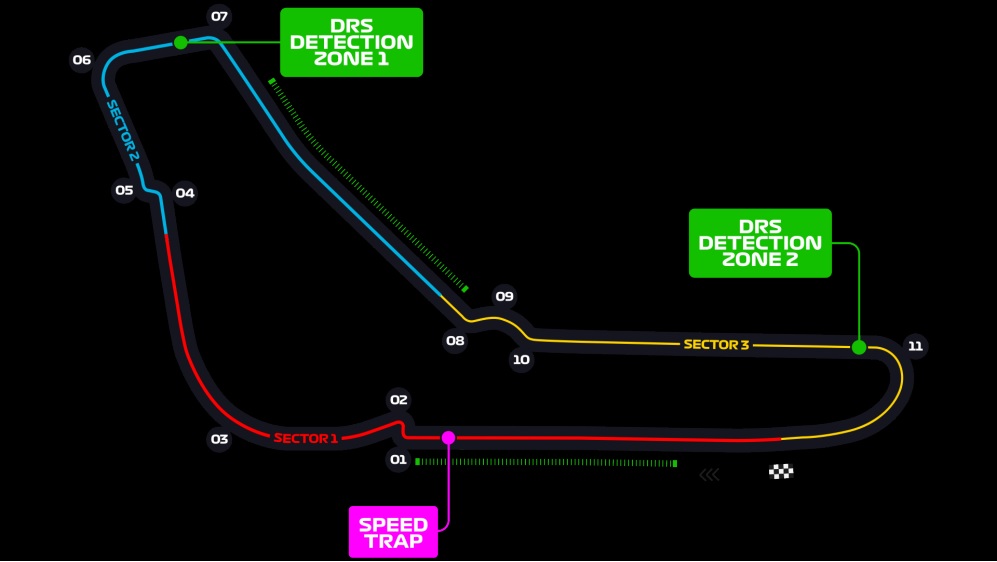 07
DRS
DETECTION
ZONE 1
06
SECTOR 2
05
04
DRS
DETECTION
ZONE 2
09
08
SECTOR 3
11
10
02
03
SECTOR 1
01
SPEED
TRAP